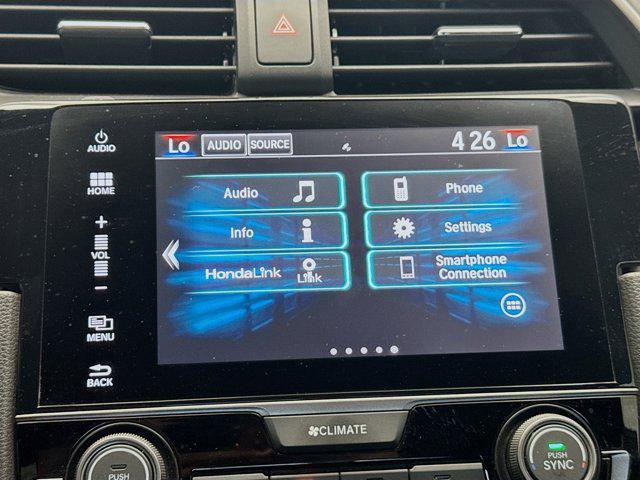 Lo AUDIO SOURCE 4 26 Lo
AUDIO
HOME
VOL
MENU
BACK
Audio
Phone
Info
Settings
HondaLink Link
Smartphone
Connection
CLIMATE
PUSH
PUSH
SYNC